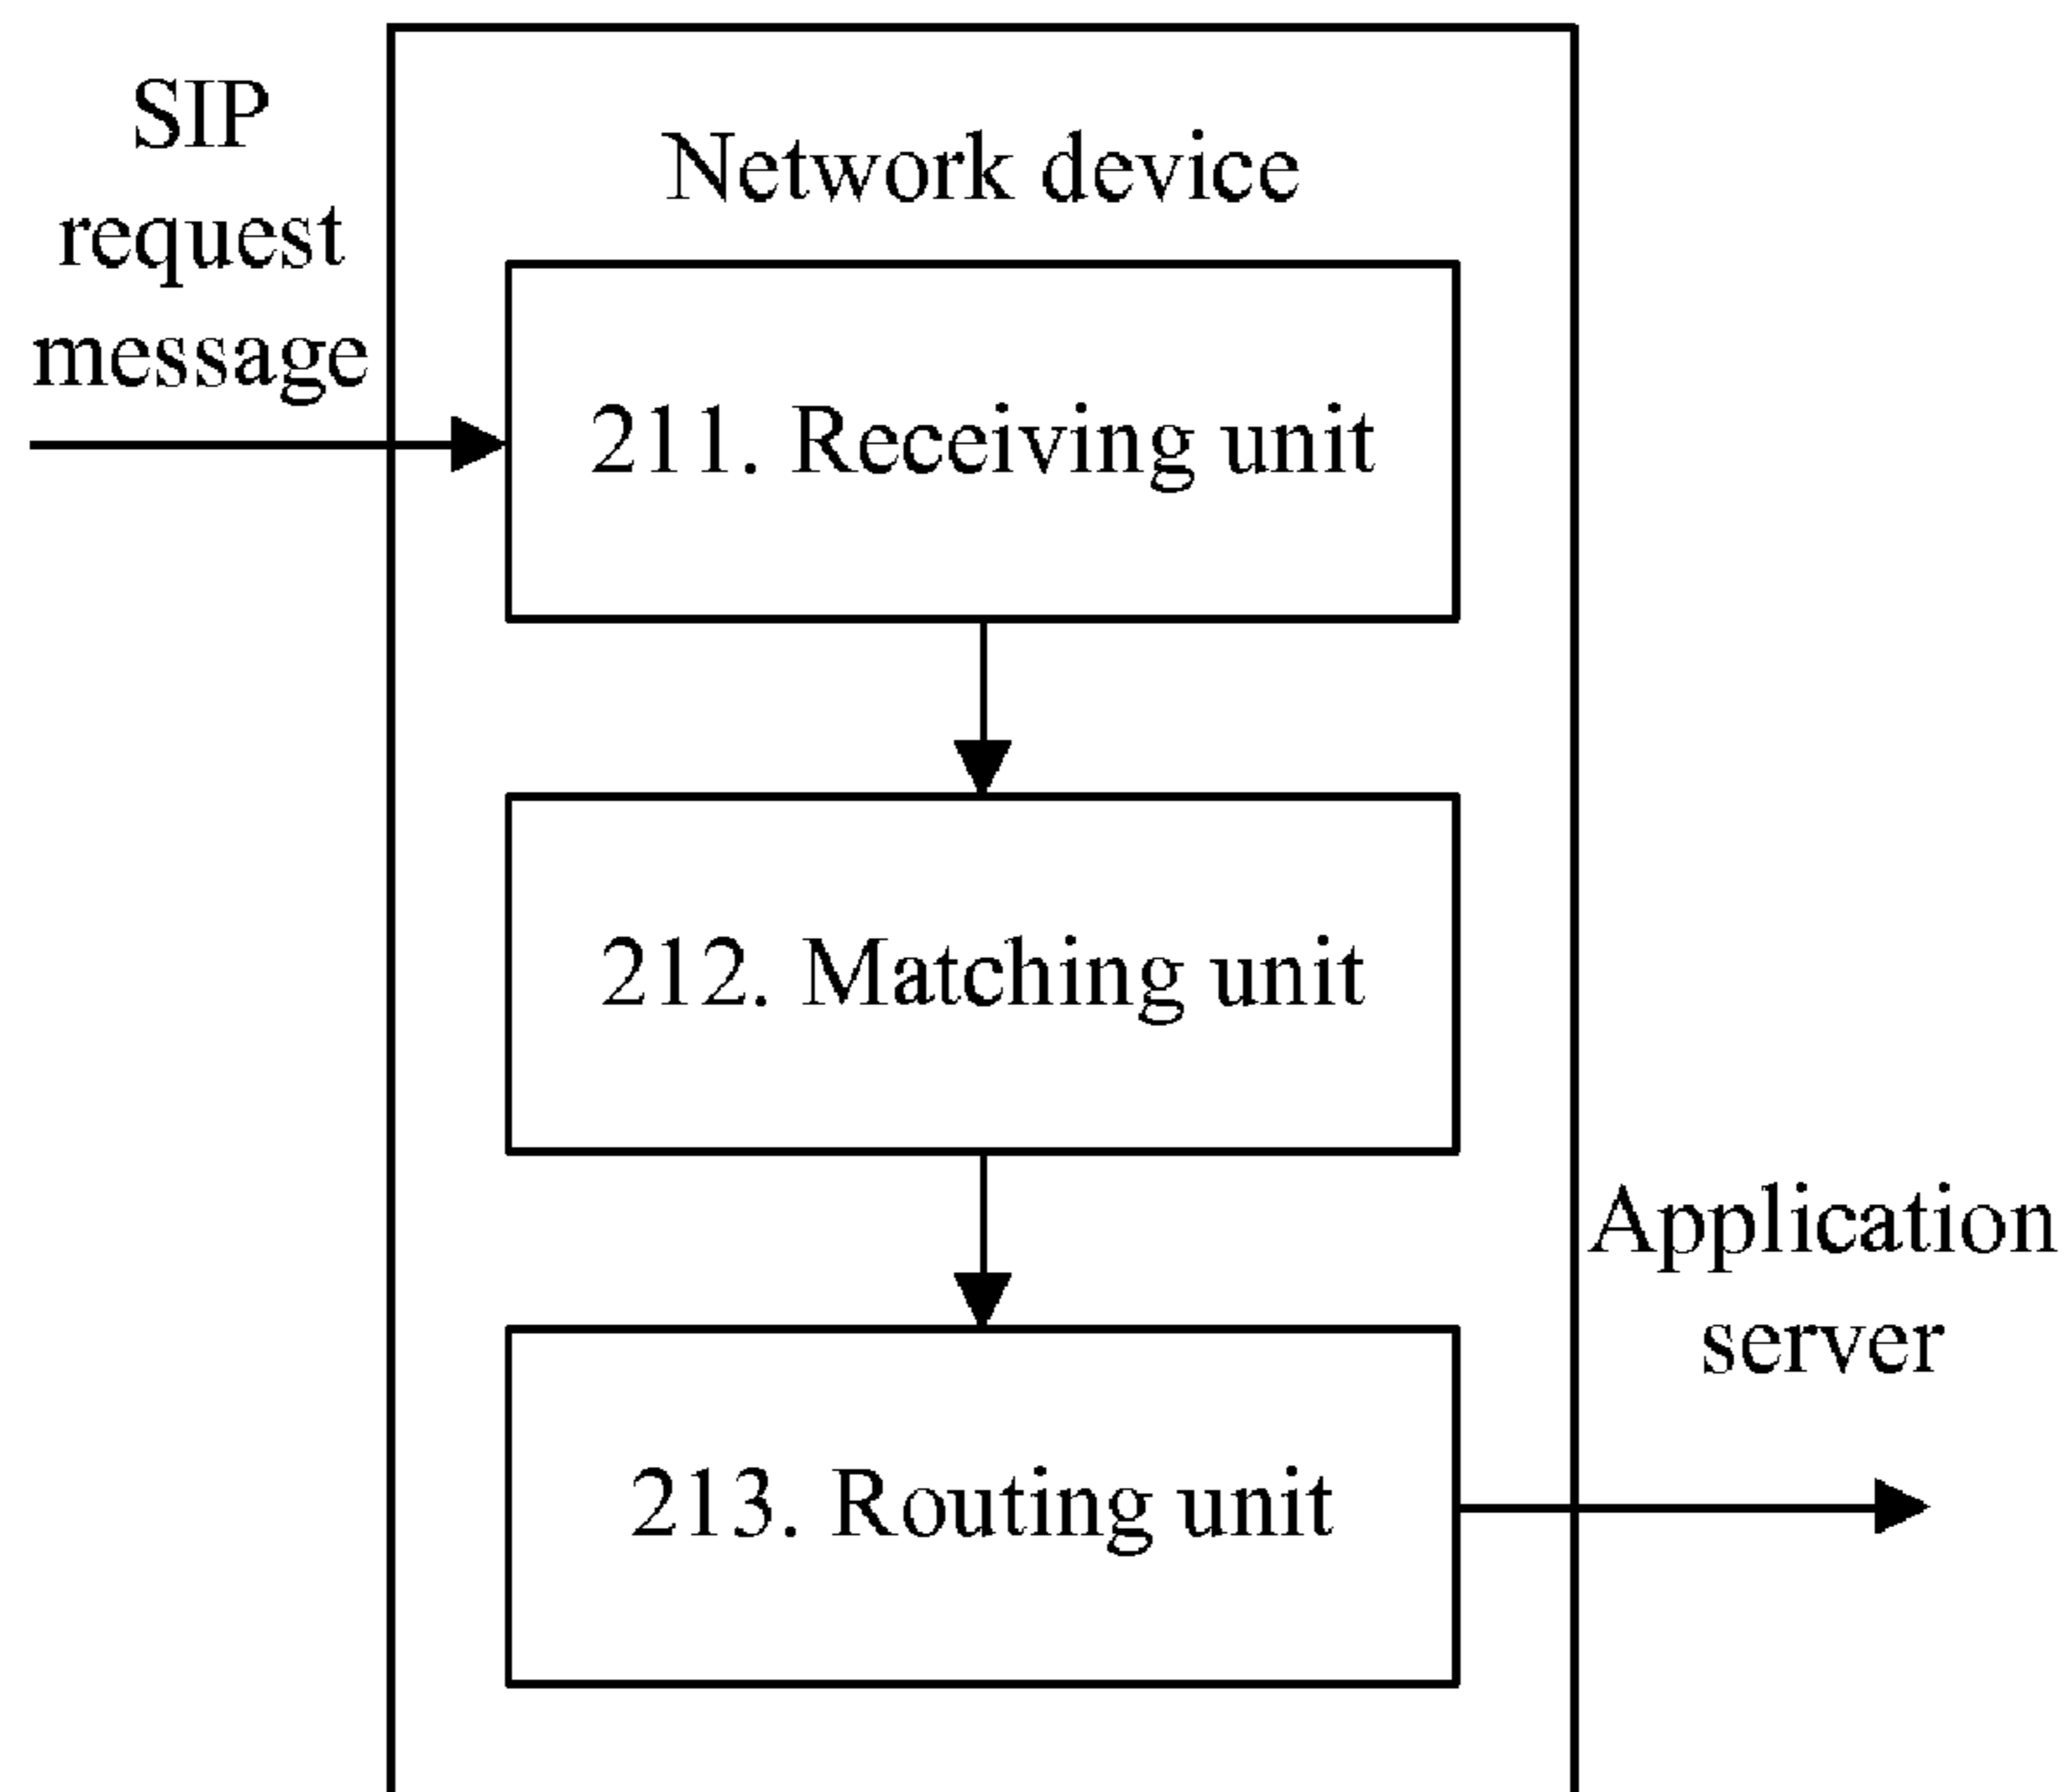 SIP
request
message
Network device
211. Receiving unit
212. Matching unit
213. Routing unit
Application
server